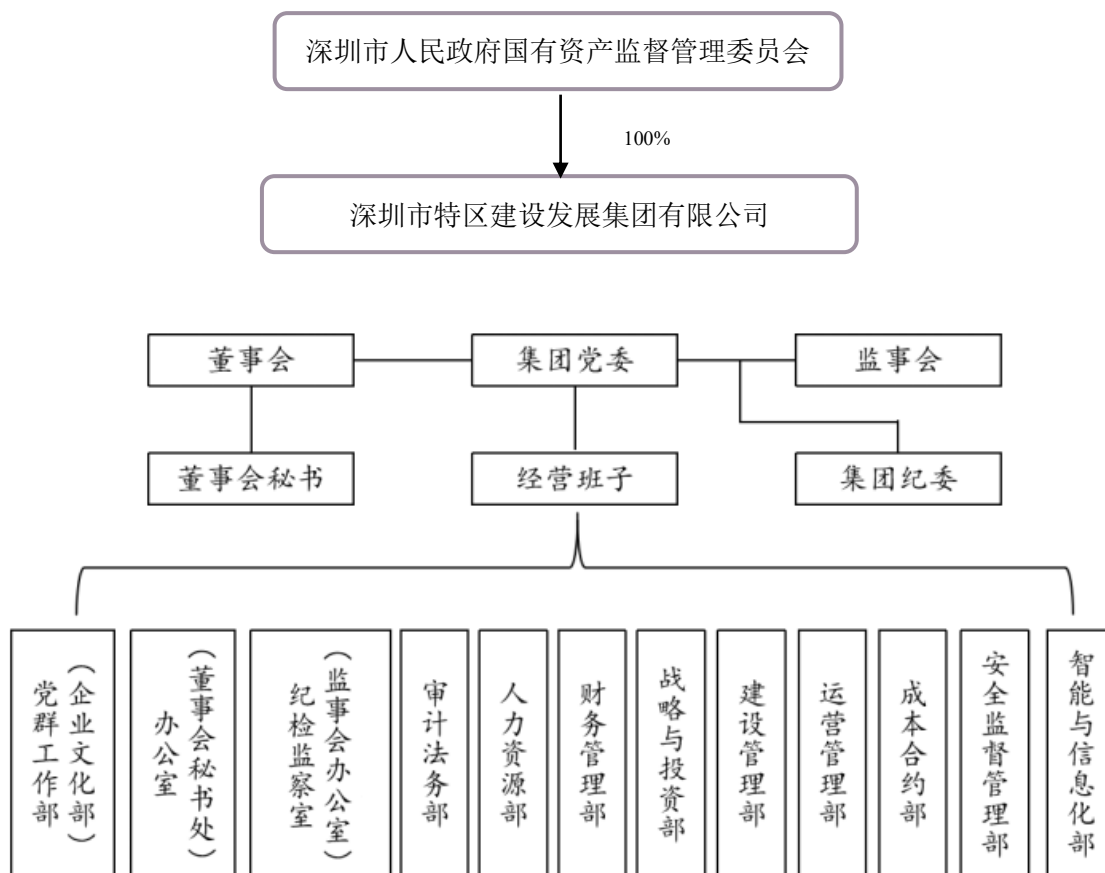 深圳市人民政府国有资产监督管理委员会
100%
深圳市特区建设发展集团有限公司
董事会
集团党委
监事会
董事会秘书
经营班子
集团纪委
党群工作部
（企业文化部）
办公室
（董事会秘书处）
纪检监察室
（监事会办公室）
审计法务部
人力资源部
财务管理部
战略与投资部
建设管理部
运营管理部
成本合约部
安全监督管理部
智能与信息化部